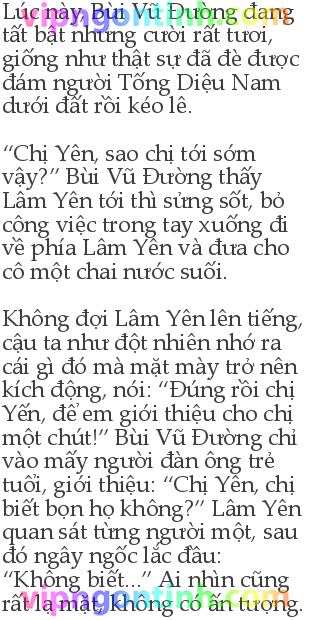 Lúc này, Bùi Vũ Đường đang
tất bật nhưng cười rất tươi,
giống như thật sự đã đè được
đám người Tống Diệu Nam
dưới đất rồi kéo lê.
“Chị Yên, sao chị tới sớm
vậy?” Bùi Vũ Đường thấy
Lâm Yên tới thì sửng sốt, bỏ
công việc trong tay xuống đi
về phía Lâm Yên và đưa cho
cô một chai nước suối.
Không đợi Lâm Yên lên tiếng,
cậu ta như đột nhiên nhớ ra
cái gì đó mà mặt mày trở nên
kích động, nói: “Đúng rồi chị
Yến, để em giới thiệu cho chị
một chút!” Bùi Vũ Đường chỉ
vào mấy người đàn ông trẻ
tuổi, giới thiệu: “Chị Yên, chị
biết bọn họ không?” Lâm Yên
quan sát từng người một, sau
đó ngây ngốc lắc đầu:
“Không biết...” Ai nhìn cũng
rất lạ mặt, không có ấn tượng.
vipngontinh.com
vipngontinh.com